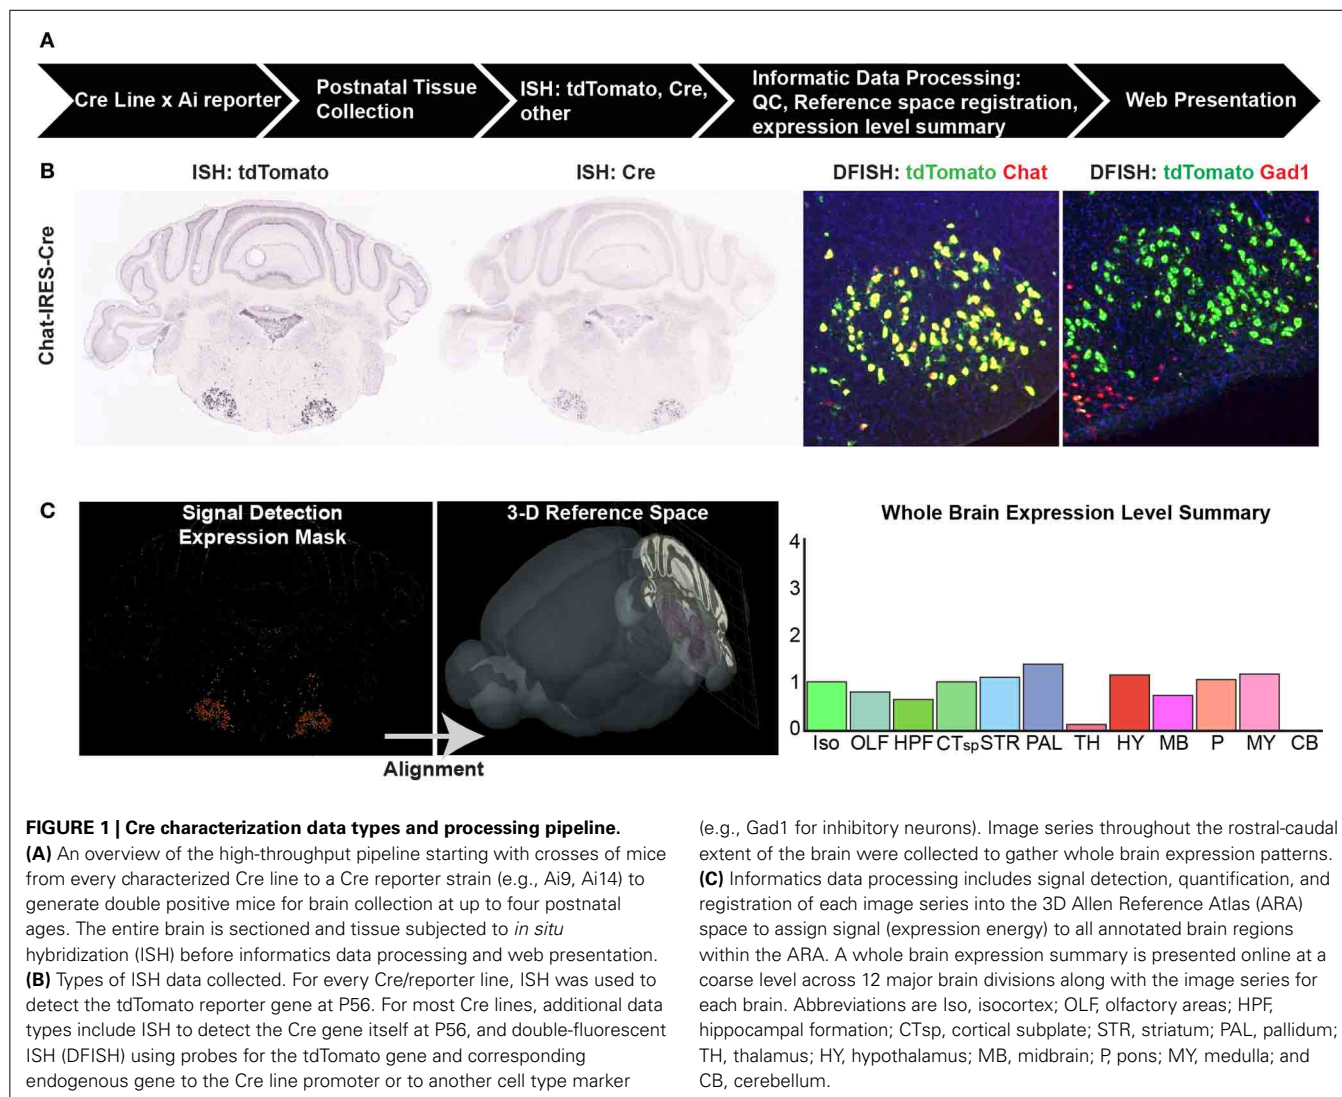 A
Cre Line x Ai reporter
Postnatal Tissue
Collection
ISH: tdTomato, Cre,
other
Informatic Data Processing:
QC, Reference space registration,
expression level summary
Web Presentation
B
ISH: tdTomato
ISH: Cre
DFISH: tdTomato Chat
DFISH: tdTomato Gad1
Chat-IRES-Cre
C
Signal Detection
Expression Mask
3-D Reference Space
Alignment
Whole Brain Expression Level Summary
4
3
2
1
0
Iso OLF HPF CTsp STR PAL TH HY MB P MY CB
FIGURE 1 | Cre characterization data types and processing pipeline.
(A) An overview of the high-throughput pipeline starting with crosses of mice
from every characterized Cre line to a Cre reporter strain (e.g., Ai9, Ai14) to
generate double positive mice for brain collection at up to four postnatal
ages. The entire brain is sectioned and tissue subjected to in situ
hybridization (ISH) before informatics data processing and web presentation.
(B) Types of ISH data collected. For every Cre/reporter line, ISH was used to
detect the tdTomato reporter gene at P56. For most Cre lines, additional data
types include ISH to detect the Cre gene itself at P56, and double-fluorescent
ISH (DFISH) using probes for the tdTomato gene and corresponding
endogenous gene to the Cre line promoter or to another cell type marker
(e.g., Gad1 for inhibitory neurons). Image series throughout the rostral-caudal
extent of the brain were collected to gather whole brain expression patterns.
(C) Informatics data processing includes signal detection, quantification, and
registration of each image series into the 3D Allen Reference Atlas (ARA)
space to assign signal (expression energy) to all annotated brain regions
within the ARA. A whole brain expression summary is presented online at a
coarse level across 12 major brain divisions along with the image series for
each brain. Abbreviations are Iso, isocortex; OLF, olfactory areas; HPF,
hippocampal formation; CTsp, cortical subplate; STR, striatum; PAL, pallidum;
TH, thalamus; HY, hypothalamus; MB, midbrain; P, pons; MY, medulla; and
CB, cerebellum.